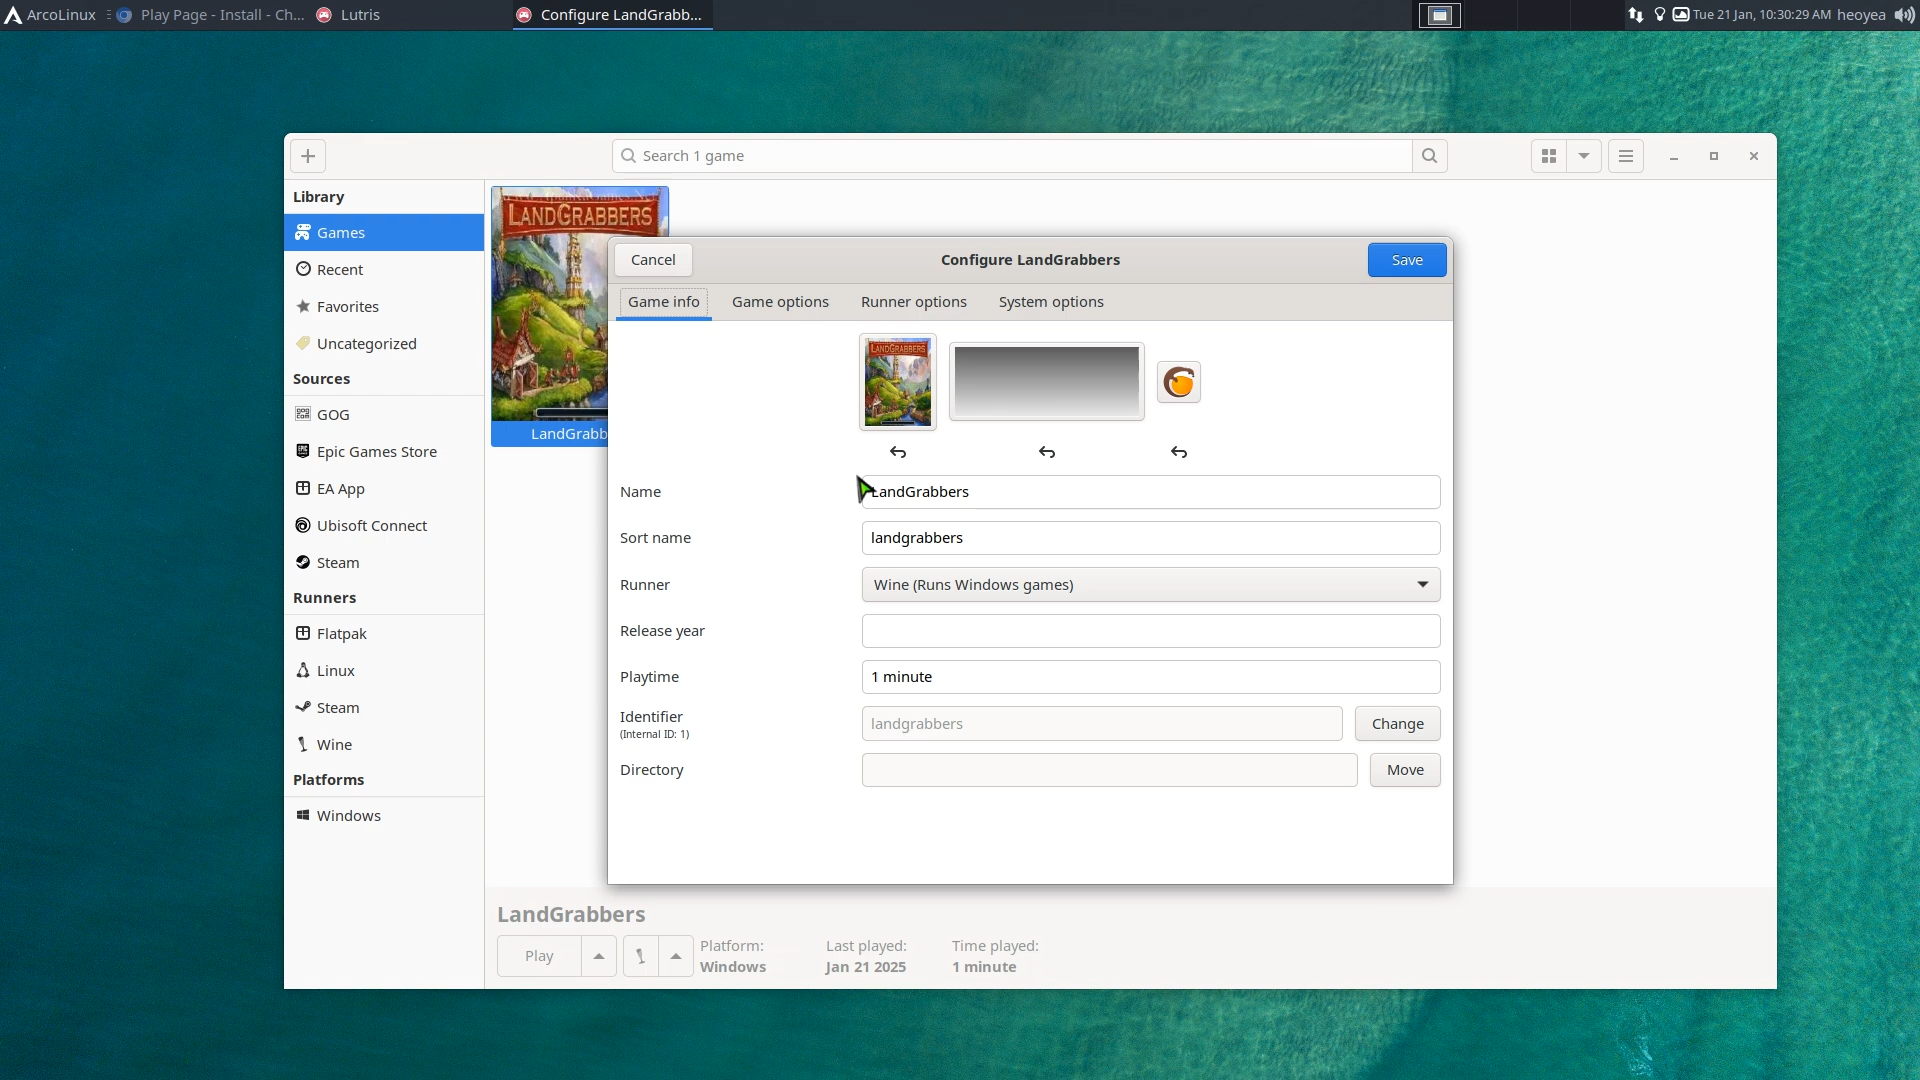 ArcoLinux
Play Page - Install - Ch...
Lutris
Configure LandGrabb...
Tue 21 Jan, 10:30:29 AM
heoyea
Search 1 game
Library
Games
Recent
Favorites
Uncategorized
Sources
GOG
Epic Games Store
EA App
Ubisoft Connect
Steam
Runners
Flatpak
Linux
Steam
Wine
Platforms
Windows
LANDGRABBERS
LandGrabb
Cancel
Configure LandGrabbers
Save
Game info
Game options
Runner options
System options
LANDGRABBERS
Name
LandGrabbers
Sort name
landgrabbers
Runner
Wine (Runs Windows games)
Release year
Playtime
1 minute
Identifier
(Internal ID: 1)
landgrabbers
Change
Directory
Move
LandGrabbers
Play
Platform:
Windows
Last played:
Jan 21 2025
Time played:
1 minute